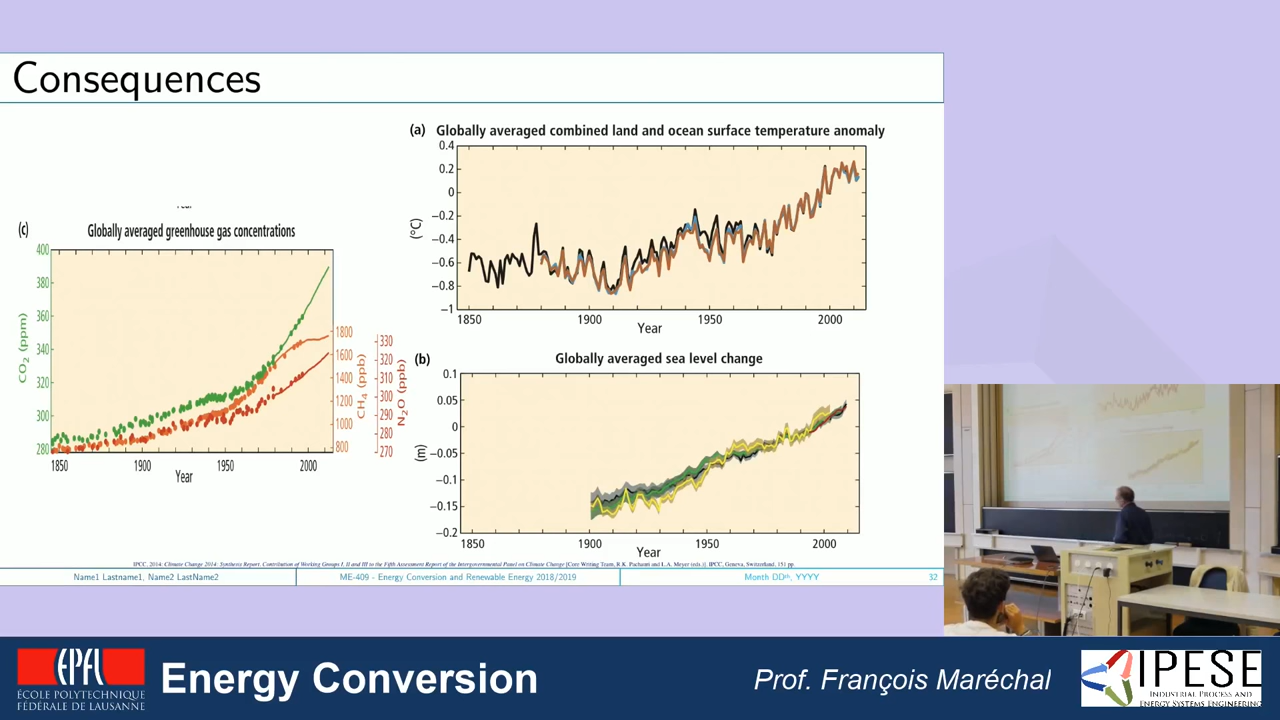 Consequences
(a) Globally averaged combined land and ocean surface temperature anomaly
0.4
0.2
0
−0.2
−0.4
−0.6
−0.8
−1
(°C)
1850 1900 1950 2000
Year
(c) Globally averaged greenhouse gas concentrations
400
380
360
340
320
300
280
CO2 (ppm)
1800
1600
1400
1200
1000
800
CH4 (ppb)
330
320
310
300
290
280
270
N2O (ppb)
1850 1900 1950 2000
Year
(b) Globally averaged sea level change
0.1
0.05
0
−0.05
−0.1
−0.15
−0.2
(m)
1850 1900 1950 2000
Year
IPCC, 2014: Climate Change 2014: Synthesis Report. Contribution of Working Groups I, II and III to the Fifth Assessment Report of the Intergovernmental Panel on Climate Change [Core Writing Team, R.K. Pachauri and L.A. Meyer (eds.)]. IPCC, Geneva, Switzerland, 151 pp.
Name1 Lastname1, Name2 LastName2 ME-409 - Energy Conversion and Renewable Energy 2018/2019 Month DDth, YYYY 32
EPFL
ÉCOLE POLYTECHNIQUE
FÉDÉRALE DE LAUSANNE
Energy Conversion
Prof. François Maréchal
IPESE
Industrial Process and
Energy Systems Engineering